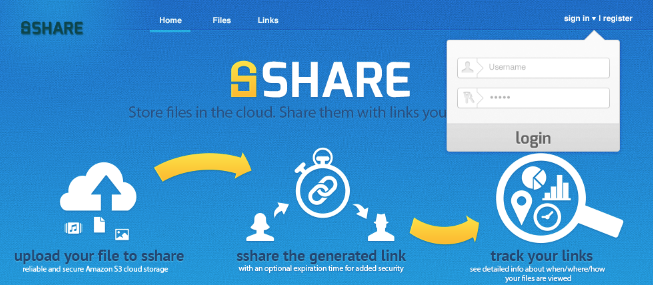 SSHARE
Home Files Links
sign in ▾ | register
SSHARE
Store files in the cloud. Share them with links you
Username
•••••
login
upload your file to sshare
reliable and secure Amazon S3 cloud storage
sshare the generated link
with an optional expiration time for added security
track your links
see detailed info about when/where/how
your files are viewed